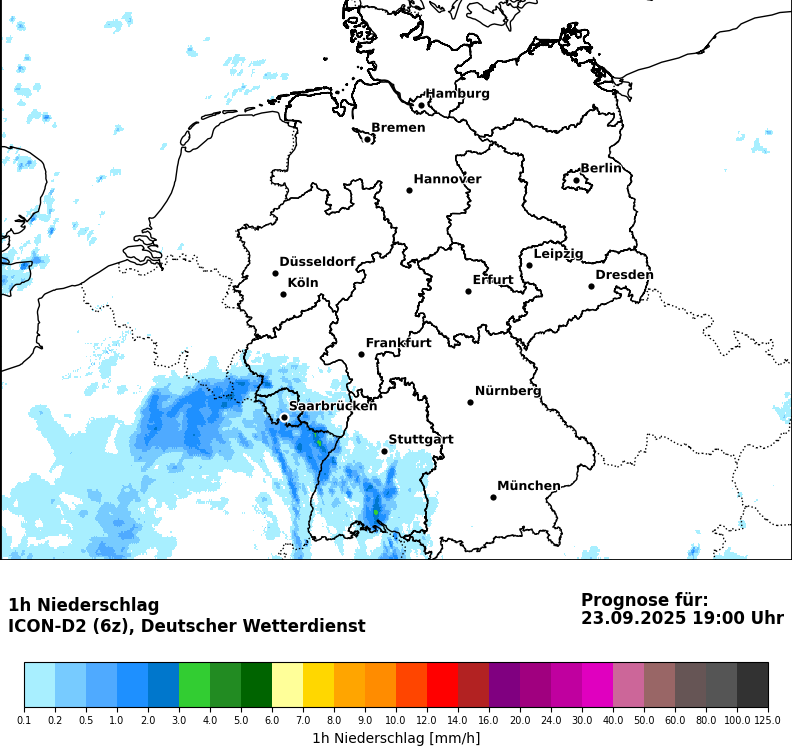 Hamburg
Bremen
Berlin
Hannover
Leipzig
Düsseldorf
Dresden
Köln
Erfurt
Frankfurt
Nürnberg
Saarbrücken
Stuttgart
München
1h Niederschlag
ICON-D2 (6z), Deutscher Wetterdienst
Prognose für:
23.09.2025 19:00 Uhr
0.1 0.2 0.5 1.0 2.0 3.0 4.0 5.0 6.0 7.0 8.0 9.0 10.0 12.0 14.0 16.0 20.0 24.0 30.0 40.0 50.0 60.0 80.0 100.0 125.0
1h Niederschlag [mm/h]